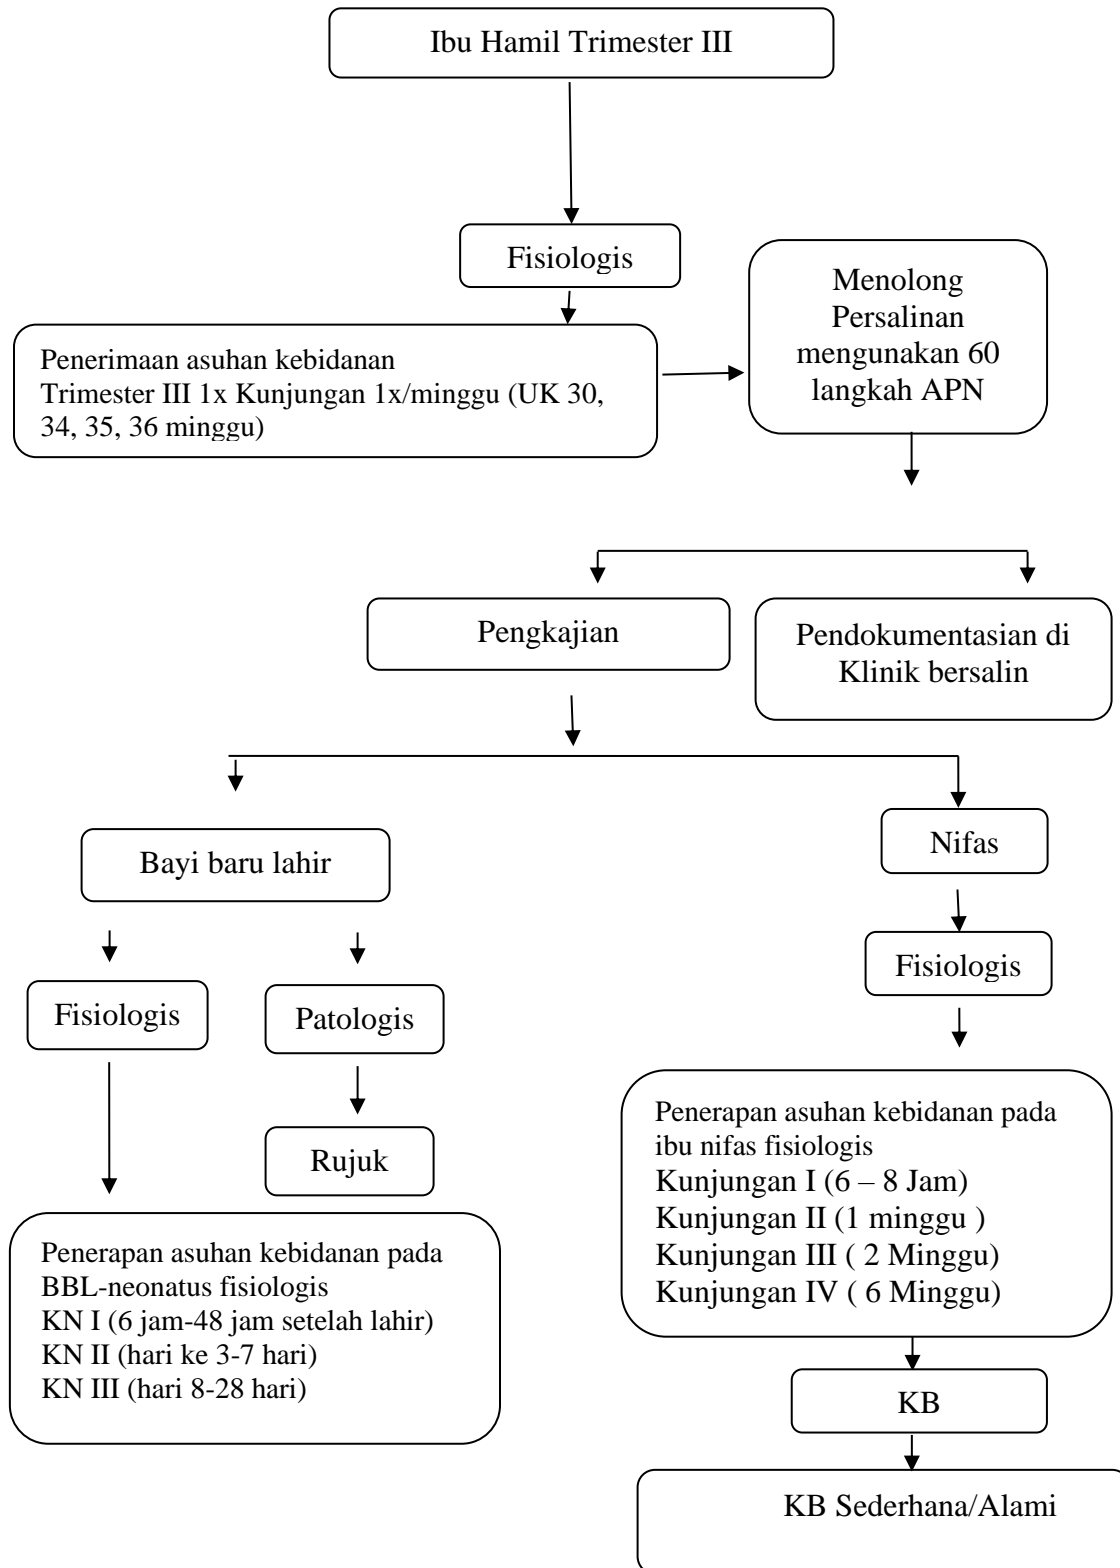 Ibu Hamil Trimester III
Fisiologis
Penerimaan asuhan kebidanan
Trimester III 1x Kunjungan 1x/minggu (UK 30,
34, 35, 36 minggu)
Menolong
Persalinan
mengunakan 60
langkah APN
Pengkajian
Pendokumentasian di
Klinik bersalin
Bayi baru lahir
Nifas
Fisiologis
Patologis
Rujuk
Penerapan asuhan kebidanan pada
BBL-neonatus fisiologis
KN I (6 jam-48 jam setelah lahir)
KN II (hari ke 3-7 hari)
KN III (hari 8-28 hari)
Fisiologis
Penerapan asuhan kebidanan pada
ibu nifas fisiologis
Kunjungan I (6 – 8 Jam)
Kunjungan II (1 minggu )
Kunjungan III ( 2 Minggu)
Kunjungan IV ( 6 Minggu)
KB
KB Sederhana/Alami